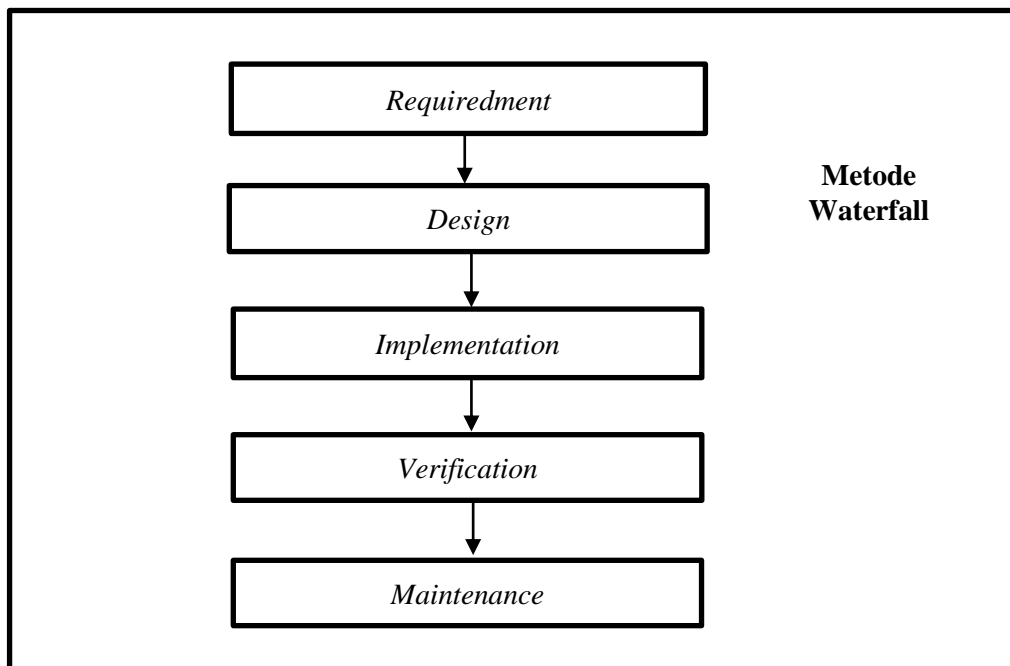 Requiredment
Metode
Waterfall
Design
Implementation
Verification
Maintenance